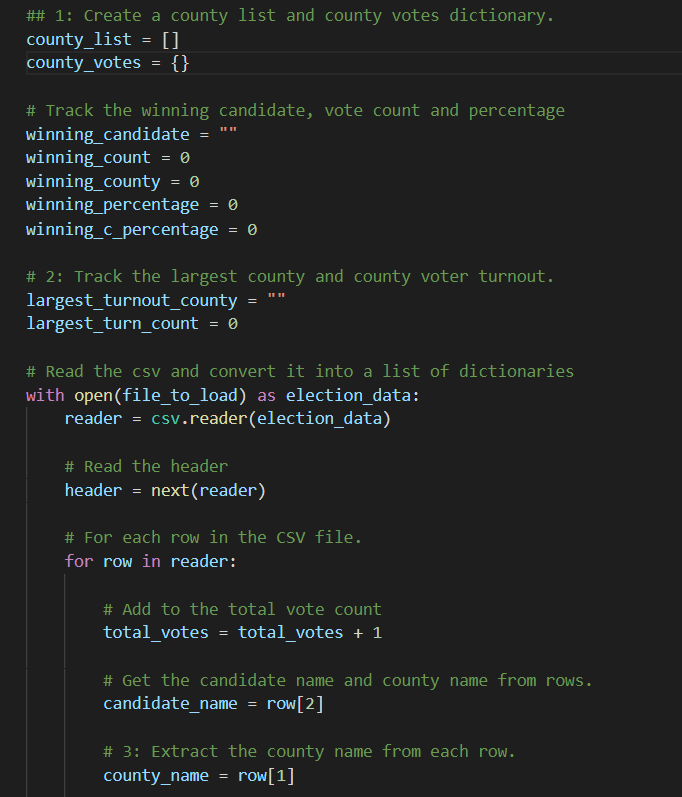 ## 1: Create a county list and county votes dictionary.
county_list = []
county_votes = {}
# Track the winning candidate, vote count and percentage
winning_candidate = ""
winning_count = 0
winning_county = 0
winning_percentage = 0
winning_c_percentage = 0
# 2: Track the largest county and county voter turnout.
largest_turnout_county = ""
largest_turn_count = 0
# Read the csv and convert it into a list of dictionaries
with open(file_to_load) as election_data:
    reader = csv.reader(election_data)
    # Read the header
    header = next(reader)
    # For each row in the CSV file.
    for row in reader:
        # Add to the total vote count
        total_votes = total_votes + 1
        # Get the candidate name and county name from rows.
        candidate_name = row[2]
        # 3: Extract the county name from each row.
        county_name = row[1]